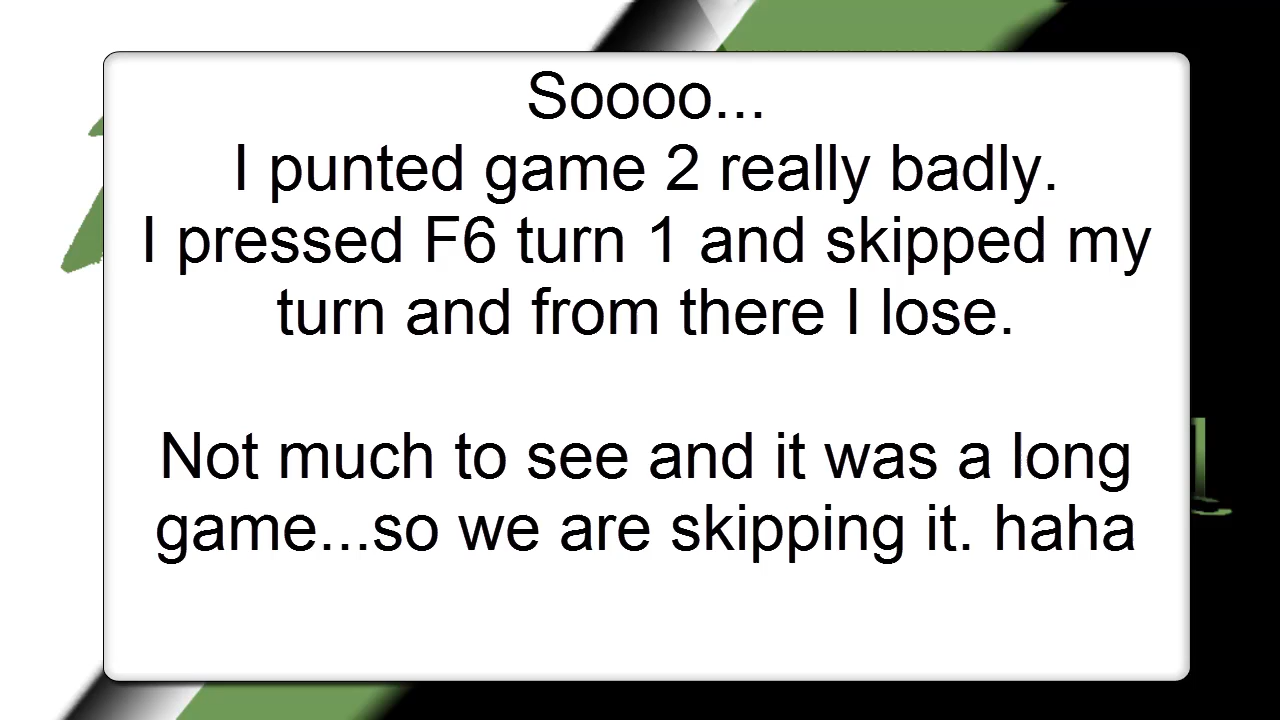 Soooo...
I punted game 2 really badly.
I pressed F6 turn 1 and skipped my
turn and from there I lose.
Not much to see and it was a long
game...so we are skipping it. haha